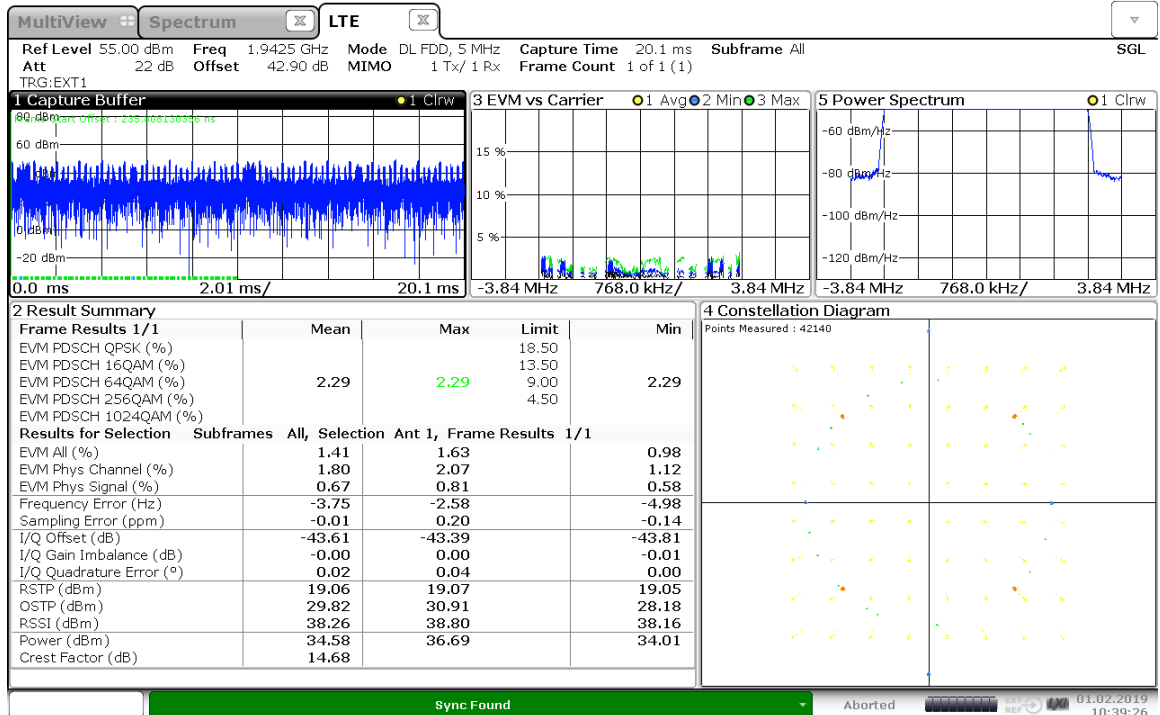 MultiView Spectrum LTE
Ref Level 55.00 dBm Freq 1.9425 GHz Mode DL FDD, 5 MHz Capture Time 20.1 ms Subframe All SGL
Att 22 dB Offset 42.90 dB MIMO 1 Tx/ 1 Rx Frame Count 1 of 1 (1)
TRG:EXT1
1 Capture Buffer 1 Clrw
80 dBm
60 dBm
0 dBm
-20 dBm
0.0 ms 2.01 ms/ 20.1 ms
3 EVM vs Carrier 1 Avg 2 Min 3 Max
15 %
10 %
5 %
-3.84 MHz 768.0 kHz/ 3.84 MHz
5 Power Spectrum 1 Clrw
-60 dBm/Hz
-80 dBm/Hz
-100 dBm/Hz
-120 dBm/Hz
-3.84 MHz 768.0 kHz/ 3.84 MHz
2 Result Summary
Frame Results 1/1 Mean Max Limit Min
EVM PDSCH QPSK (%) 18.50
EVM PDSCH 16QAM (%) 13.50
EVM PDSCH 64QAM (%) 2.29 2.29 9.00 2.29
EVM PDSCH 256QAM (%) 4.50
EVM PDSCH 1024QAM (%)
Results for Selection Subframes All, Selection Ant 1, Frame Results 1/1
EVM All (%) 1.41 1.63 0.98
EVM Phys Channel (%) 1.80 2.07 1.12
EVM Phys Signal (%) 0.67 0.81 0.58
Frequency Error (Hz) -3.75 -2.58 -4.98
Sampling Error (ppm) -0.01 0.20 -0.14
I/Q Offset (dB) -43.61 -43.39 -43.81
I/Q Gain Imbalance (dB) -0.00 0.00 -0.01
I/Q Quadrature Error (º) 0.02 0.04 0.00
RSTP (dBm) 19.06 19.07 19.05
OSTP (dBm) 29.82 30.91 28.18
RSSI (dBm) 38.26 38.80 38.16
Power (dBm) 34.58 36.69 34.01
Crest Factor (dB) 14.68
4 Constellation Diagram
Points Measured : 42140
Sync Found Aborted EXT REF LXI 01.02.2019
10:39:26